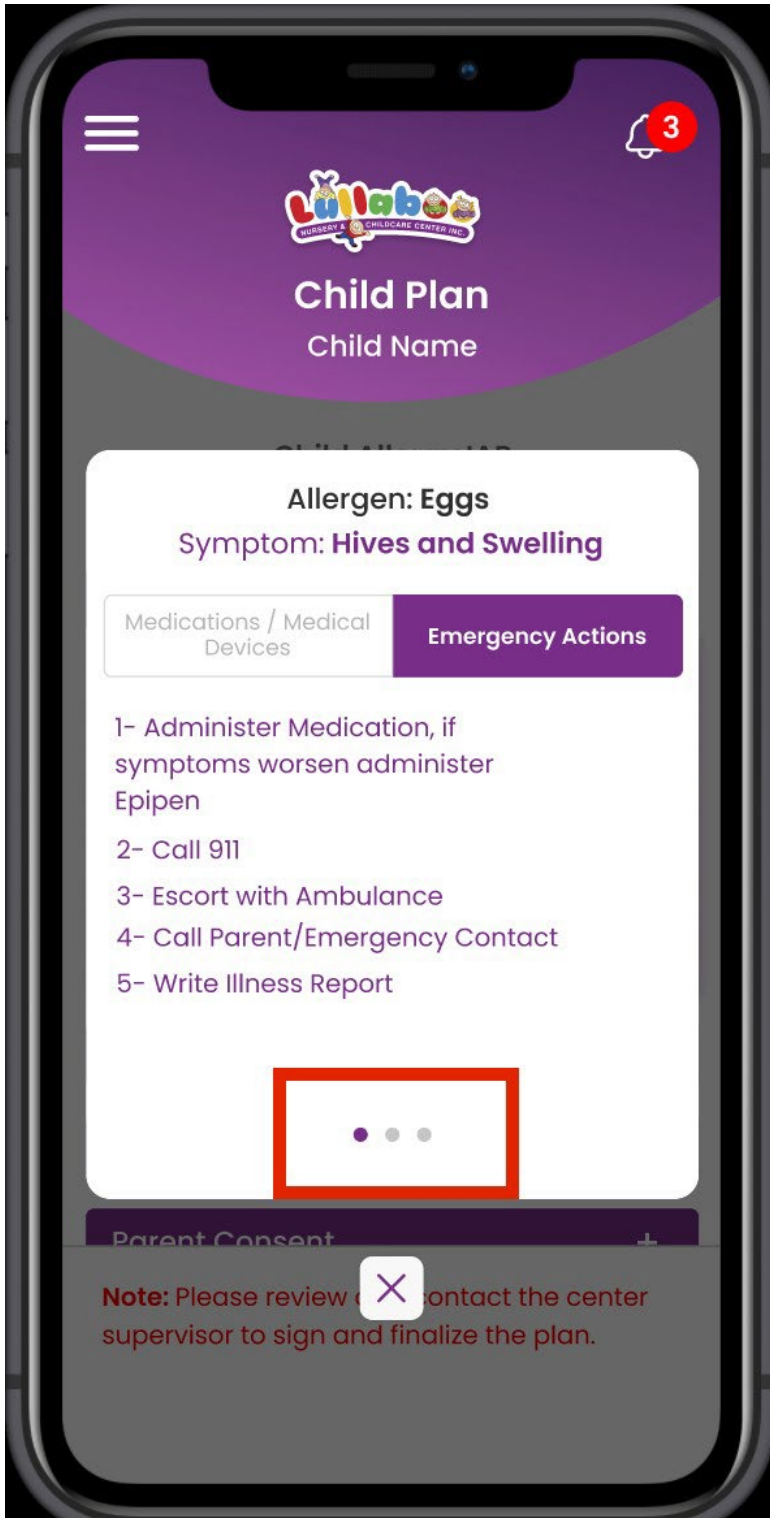 3
Lullaboo
NURSERY & CHILDCARE CENTER INC.
Child Plan
Child Name
Allergen: Eggs
Symptom: Hives and Swelling
Medications / Medical
Devices
Emergency Actions
1- Administer Medication, if
symptoms worsen administer
Epipen
2- Call 911
3- Escort with Ambulance
4- Call Parent/Emergency Contact
5- Write Illness Report
Parent Consent +
Note: Please review contact the center
supervisor to sign and finalize the plan.